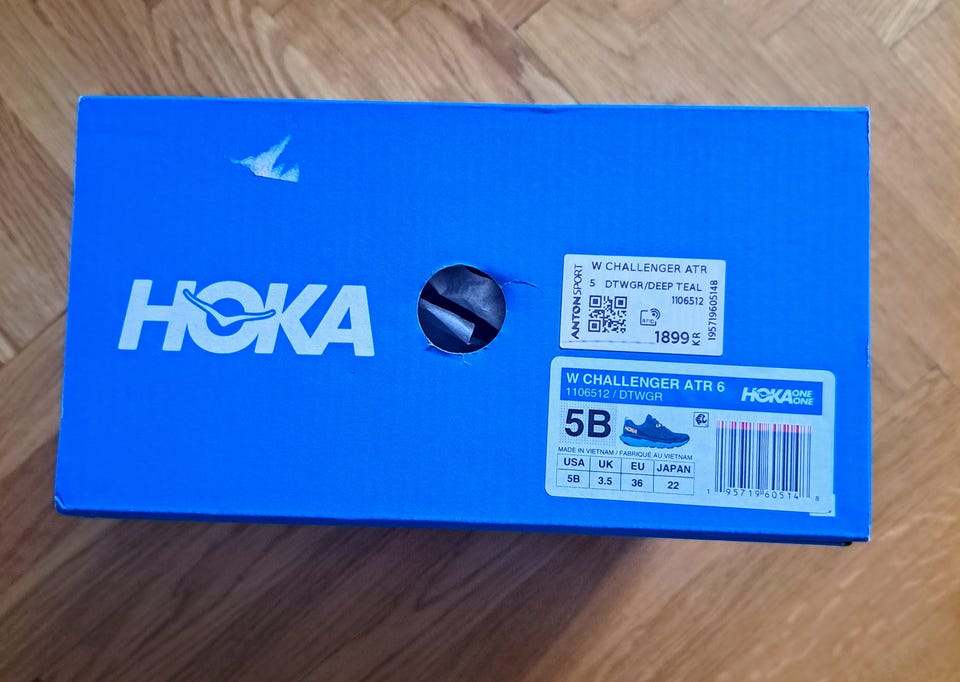 HOKA
ANTON SPORT
W CHALLENGER ATR
5 DTWGR/DEEP TEAL
1106512
1899 KR
195719605148
W CHALLENGER ATR 6
1106512 / DTWGR
HOKA ONE ONE
5B
MADE IN VIETNAM / FABRIQUÉ AU VIETNAM
USA UK EU JAPAN
5B 3.5 36 22
1 95719 60514 8